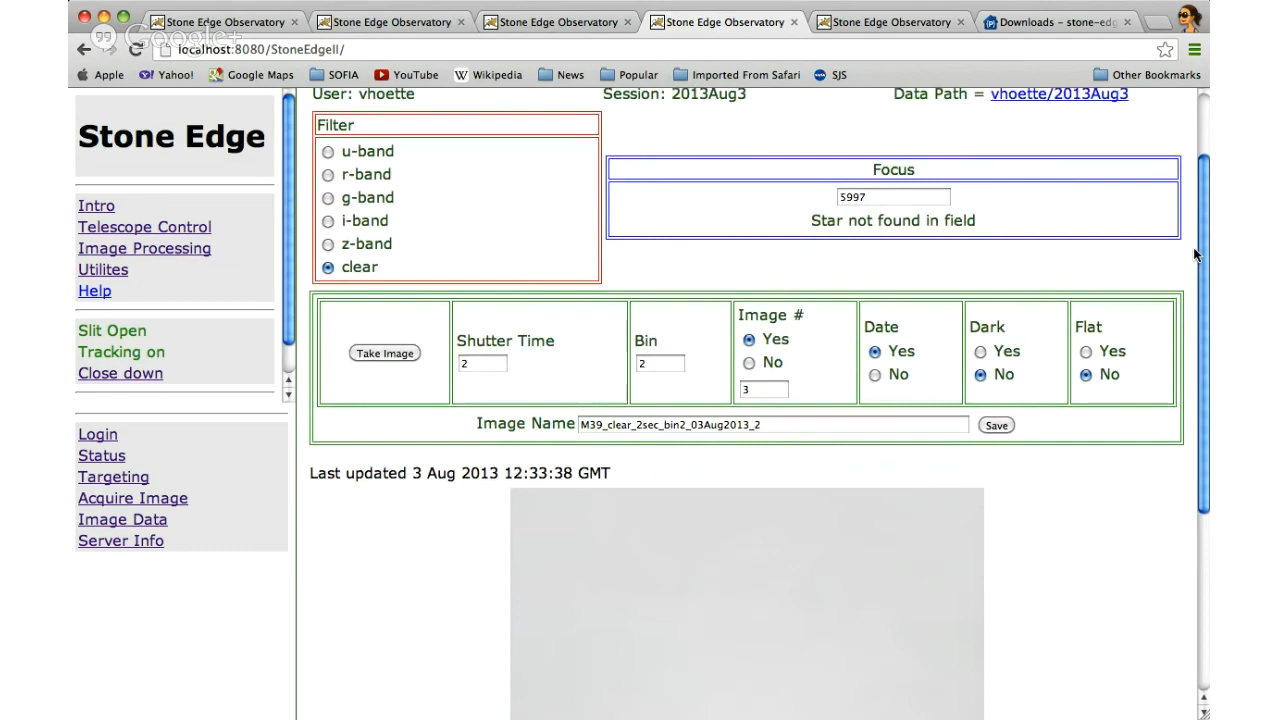 Stone Edge Observatory
Stone Edge Observatory
Stone Edge Observatory
Stone Edge Observatory
Stone Edge Observatory
Downloads - stone-edg
Google+
localhost:8080/StoneEdgeII/
Apple
Yahoo!
Google Maps
SOFIA
YouTube
Wikipedia
News
Popular
Imported From Safari
SJS
Other Bookmarks
Stone Edge
Intro
Telescope Control
Image Processing
Utilites
Help
Slit Open
Tracking on
Close down
Login
Status
Targeting
Acquire Image
Image Data
Server Info
User: vhoette
Session: 2013Aug3
Data Path = vhoette/2013Aug3
Filter
u-band
r-band
g-band
i-band
z-band
clear
Focus
5997
Star not found in field
Take Image
Shutter Time
2
Bin
2
Image #
Yes
No
3
Date
Yes
No
Dark
Yes
No
Flat
Yes
No
Image Name M39_clear_2sec_bin2_03Aug2013_2 Save
Last updated 3 Aug 2013 12:33:38 GMT